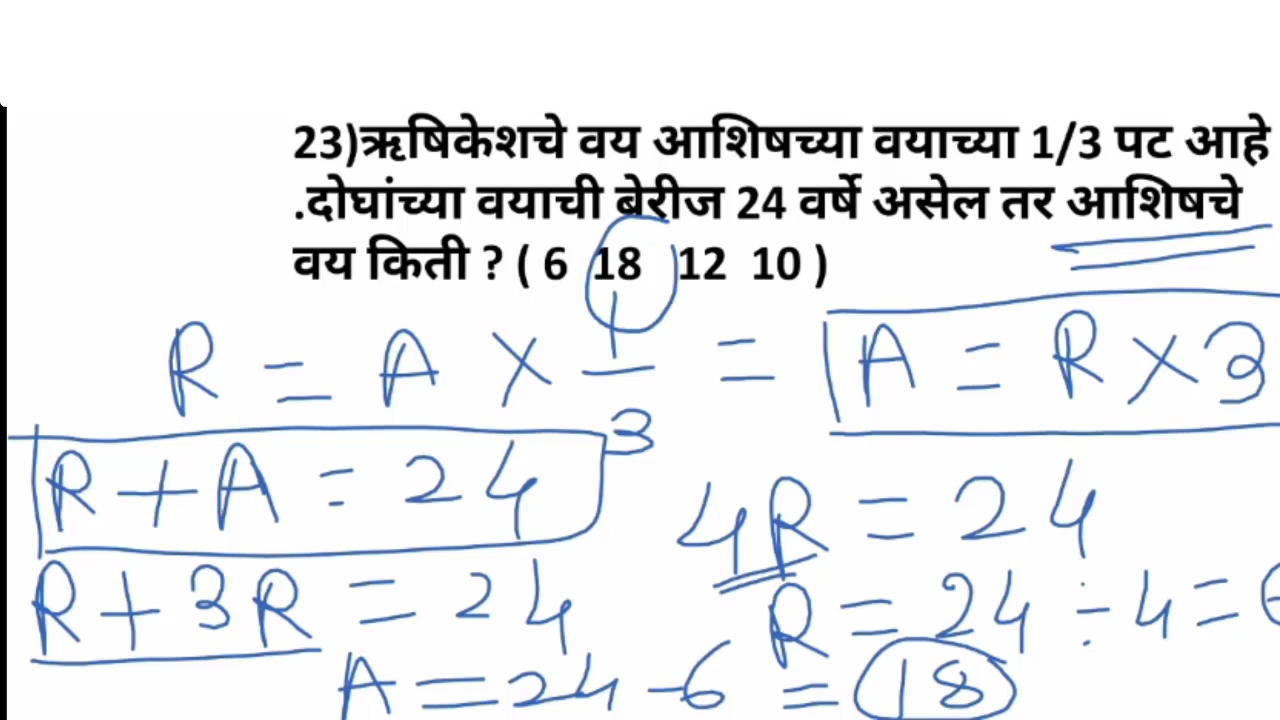 23)ऋषिकेशचे वय आशिषच्या वयाच्या 1/3 पट आहे
.दोघांच्या वयाची बेरीज 24 वर्षे असेल तर आशिषचे
वय किती ? ( 6 18 12 10 )
R = A × 1/3 = A = R × 3
R + A = 24
4R = 24
R + 3R = 24
R = 24 ÷ 4 = 6
A = 24 - 6 = 18